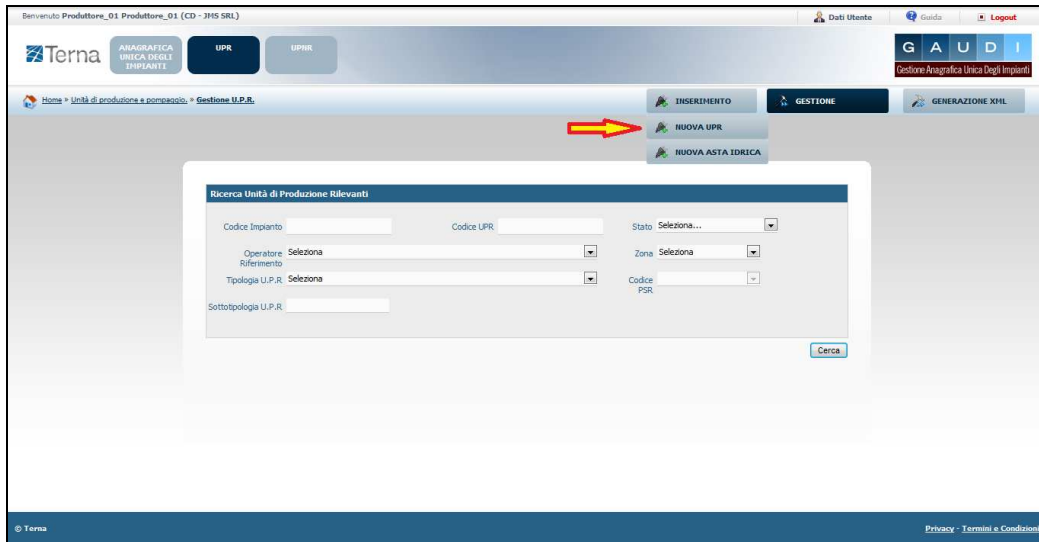 Benvenuto Produttore_01 Produttore_01 (CD - JMS SRL)
Dati Utente
Guida
Logout
Terna
ANAGRAFICA
UNICA DEGLI
IMPIANTI
UPR
UPNR
G A U D I
Gestione Anagrafica Unica Degli Impianti
Home » Unità di produzione e pompaggio. » Gestione U.P.R.
INSERIMENTO
GESTIONE
GENERAZIONE XML
NUOVA UPR
NUOVA ASTA IDRICA
Ricerca Unità di Produzione Rilevanti
Codice Impianto
Codice UPR
Stato Seleziona...
Operatore Riferimento Seleziona
Zona Seleziona
Tipologia U.P.R Seleziona
Codice PSR
Sottotipologia U.P.R
Cerca
© Terna
Privacy - Termini e Condizioni